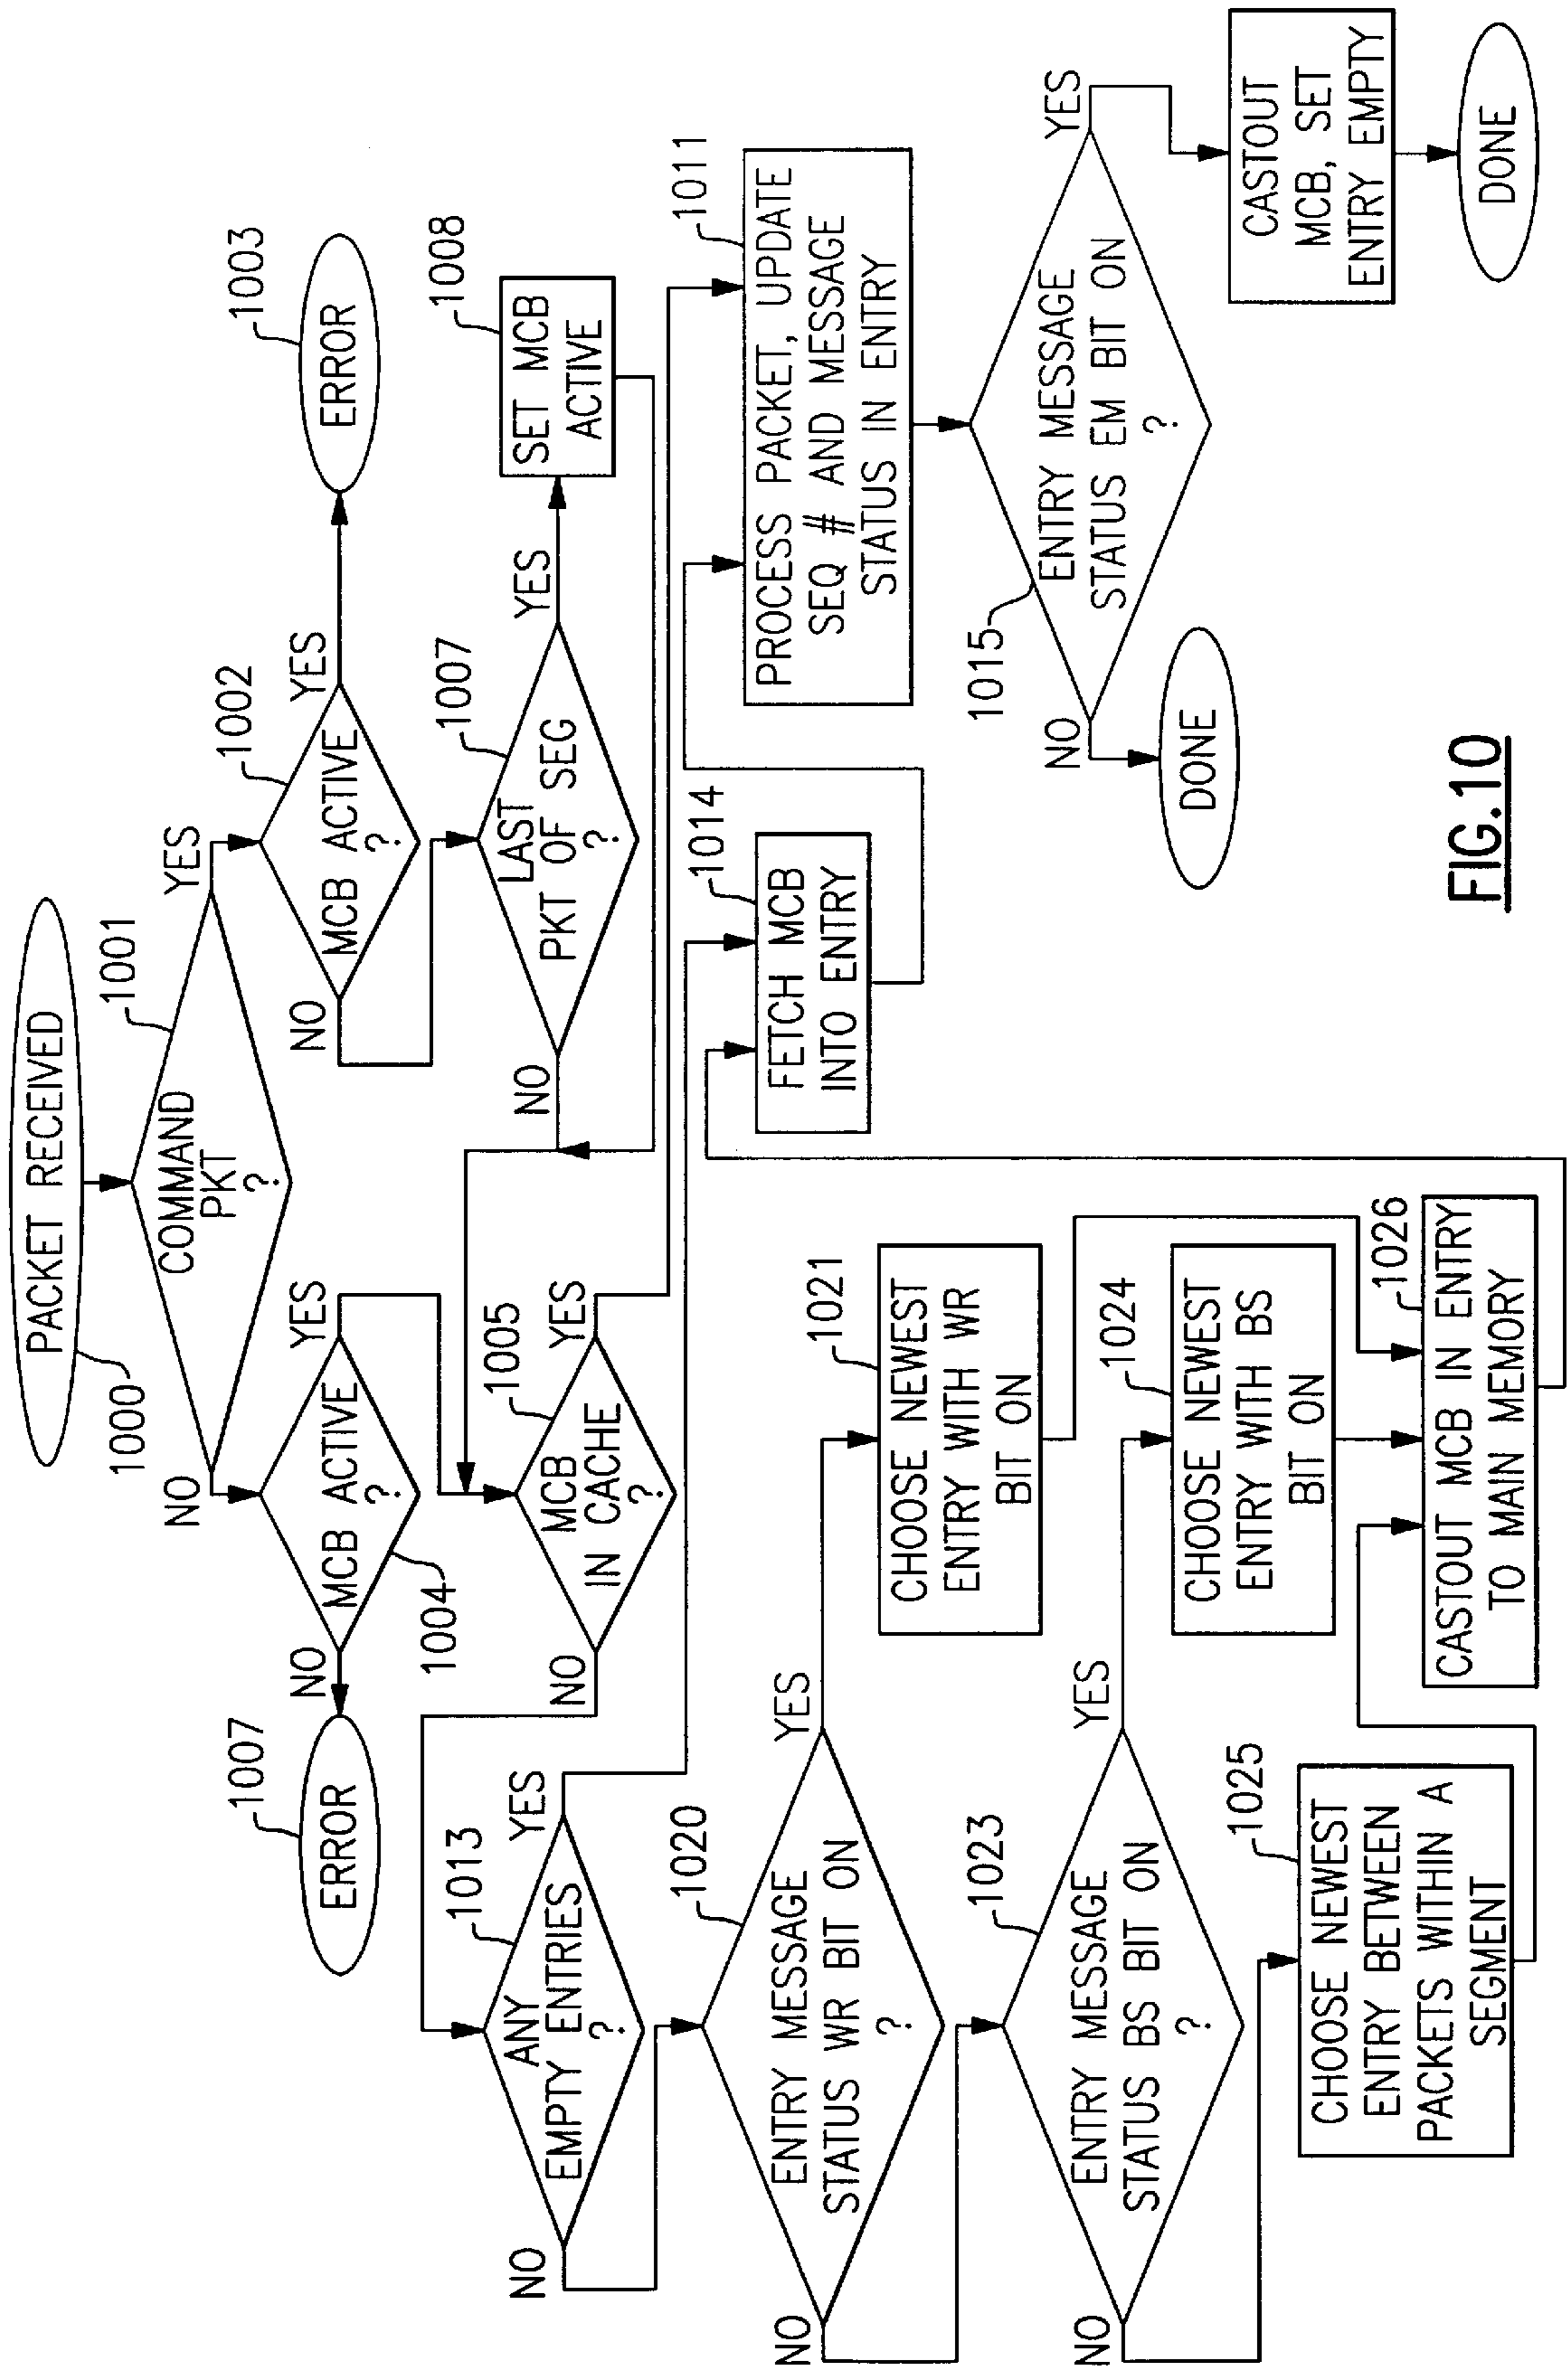 PACKET RECEIVED
1000
1001
COMMAND
PKT
?
YES
NO
1002
MCB ACTIVE
?
YES
NO
1003
ERROR
MCB ACTIVE
?
YES
NO
1004
1007
ERROR
1007
LAST
PKT OF SEG
?
YES
NO
1008
SET MCB
ACTIVE
1005
MCB
IN CACHE
?
YES
NO
1013
ANY
EMPTY ENTRIES
?
YES
NO
1014
FETCH MCB
INTO ENTRY
1011
PROCESS PACKET, UPDATE
SEQ # AND MESSAGE
STATUS IN ENTRY
1020
ENTRY MESSAGE
STATUS WR BIT ON
?
YES
NO
1021
CHOOSE NEWEST
ENTRY WITH WR
BIT ON
1015
ENTRY MESSAGE
STATUS EM BIT ON
?
YES
NO
DONE
CASTOUT
MCB, SET
ENTRY EMPTY
DONE
1023
ENTRY MESSAGE
STATUS BS BIT ON
?
YES
NO
1024
CHOOSE NEWEST
ENTRY WITH BS
BIT ON
1025
CHOOSE NEWEST
ENTRY BETWEEN
PACKETS WITHIN A
SEGMENT
1026
CASTOUT MCB IN ENTRY
TO MAIN MEMORY
FIG.10